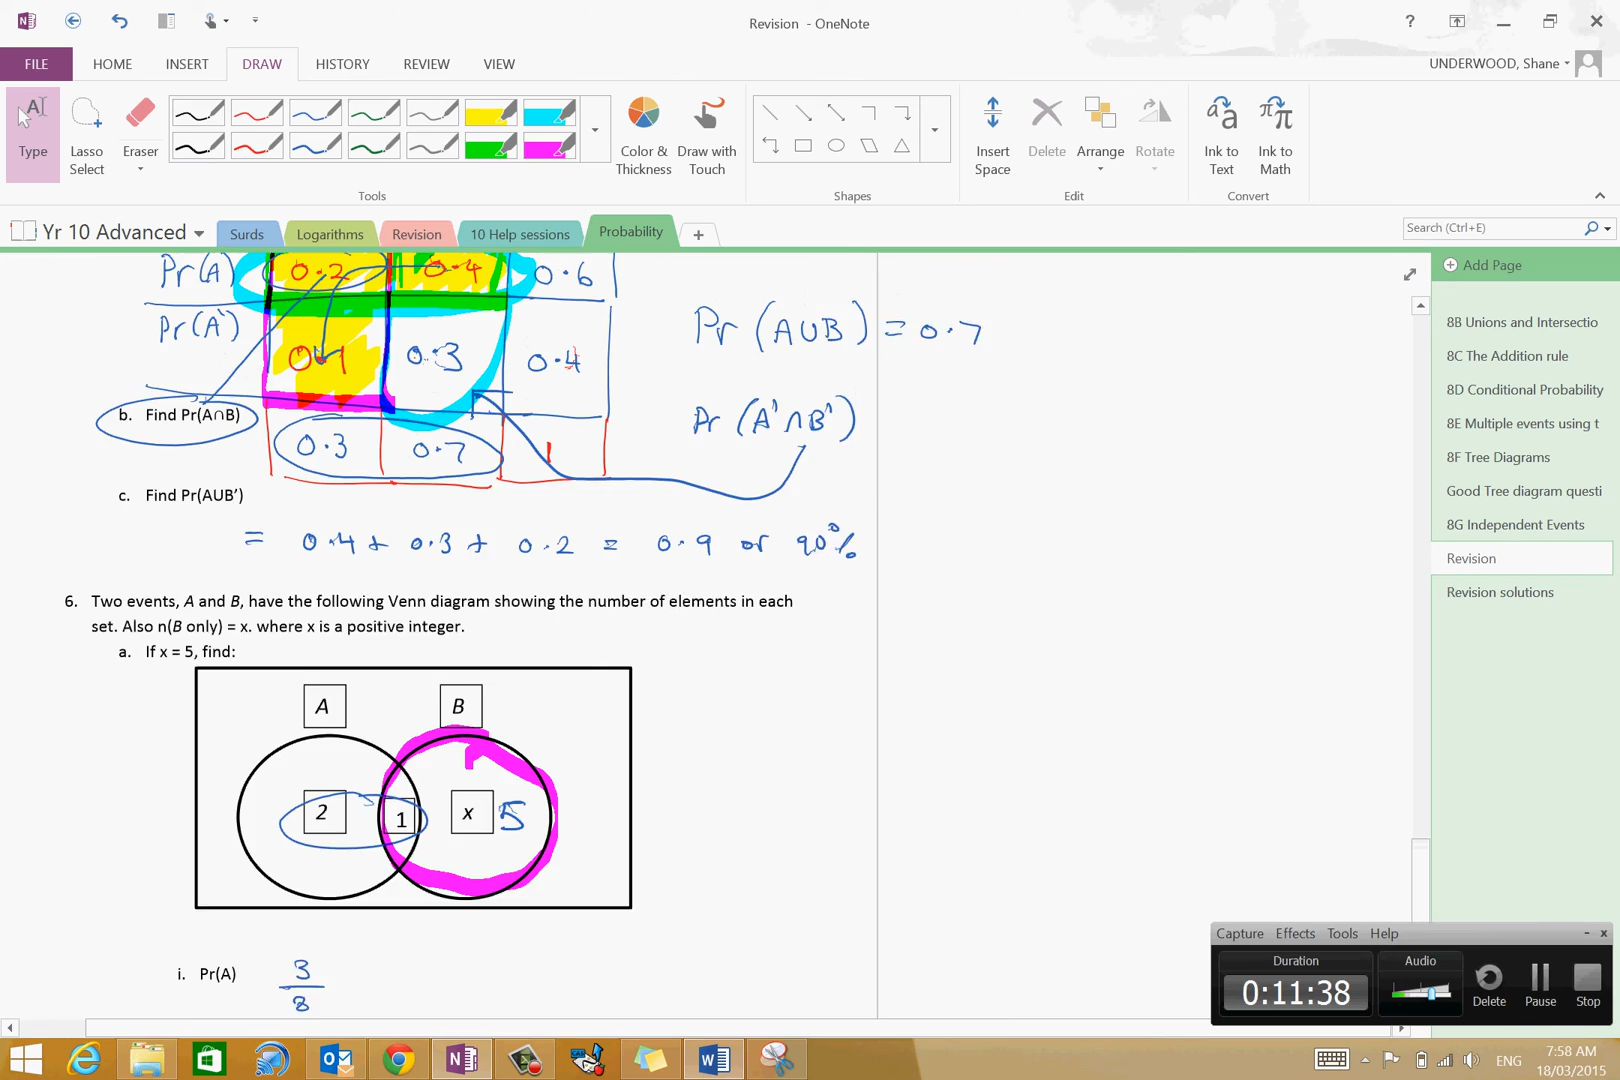 Revision - OneNote
FILE HOME INSERT DRAW HISTORY REVIEW VIEW
UNDERWOOD, Shane
Type
Lasso Select
Eraser
Color & Thickness
Draw with Touch
Insert Space
Delete
Arrange
Rotate
Ink to Text
Ink to Math
Tools
Shapes
Edit
Convert
Yr 10 Advanced
Surds
Logarithms
Revision
10 Help sessions
Probability
Search (Ctrl+E)
Add Page
8B Unions and Intersectio
8C The Addition rule
8D Conditional Probability
8E Multiple events using t
8F Tree Diagrams
Good Tree diagram questi
8G Independent Events
Revision
Revision solutions
Pr(A) 0.2 0.4 0.6
Pr(A') 0.1 0.3 0.4
Pr (A∪B) = 0.7
b. Find Pr(A∩B)
Pr (A'∩B')
0.3 0.7 1
c. Find Pr(AUB′)
= 0.4 + 0.3 + 0.2 = 0.9 or 90%
6. Two events, A and B, have the following Venn diagram showing the number of elements in each
set. Also n(B only) = x. where x is a positive integer.
a. If x = 5, find:
A B
2 1 x 5
i. Pr(A) 3
8
Capture Effects Tools Help
Duration
0:11:38
Audio
Delete
Pause
Stop
ENG
7:58 AM
18/03/2015